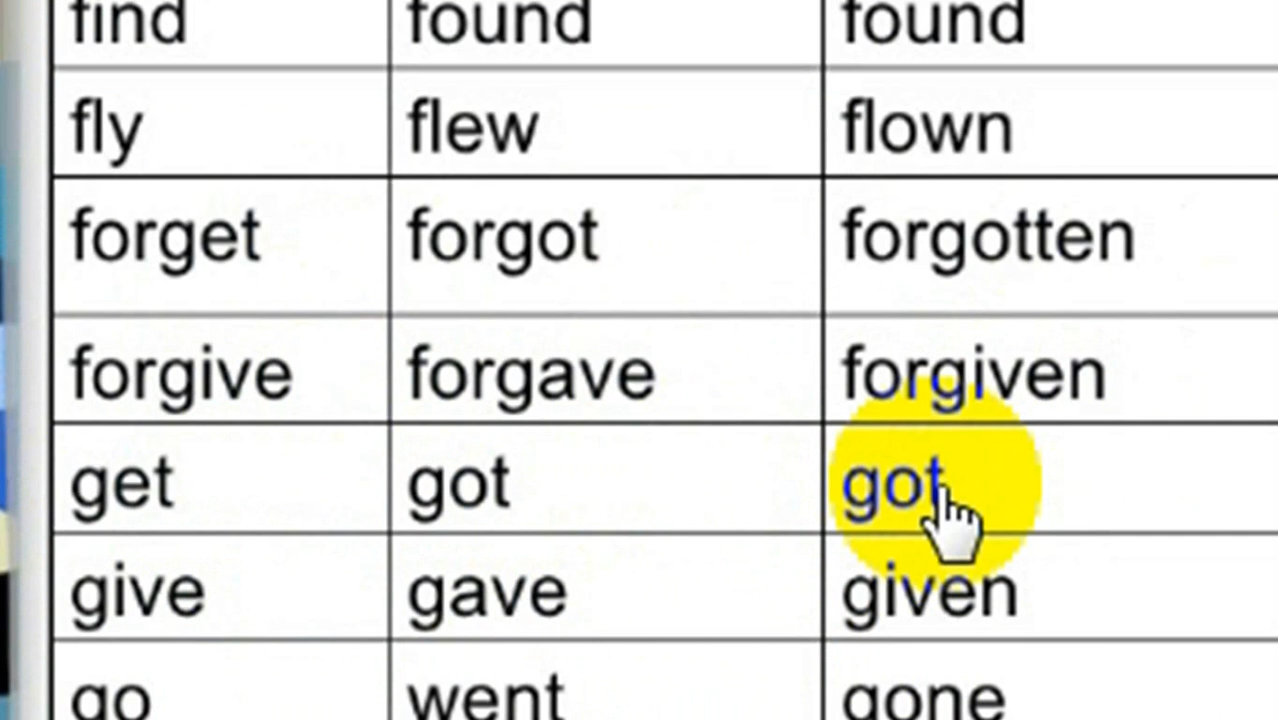 find found found
fly flew flown
forget forgot forgotten
forgive forgave forgiven
get got got
give gave given
go went gone